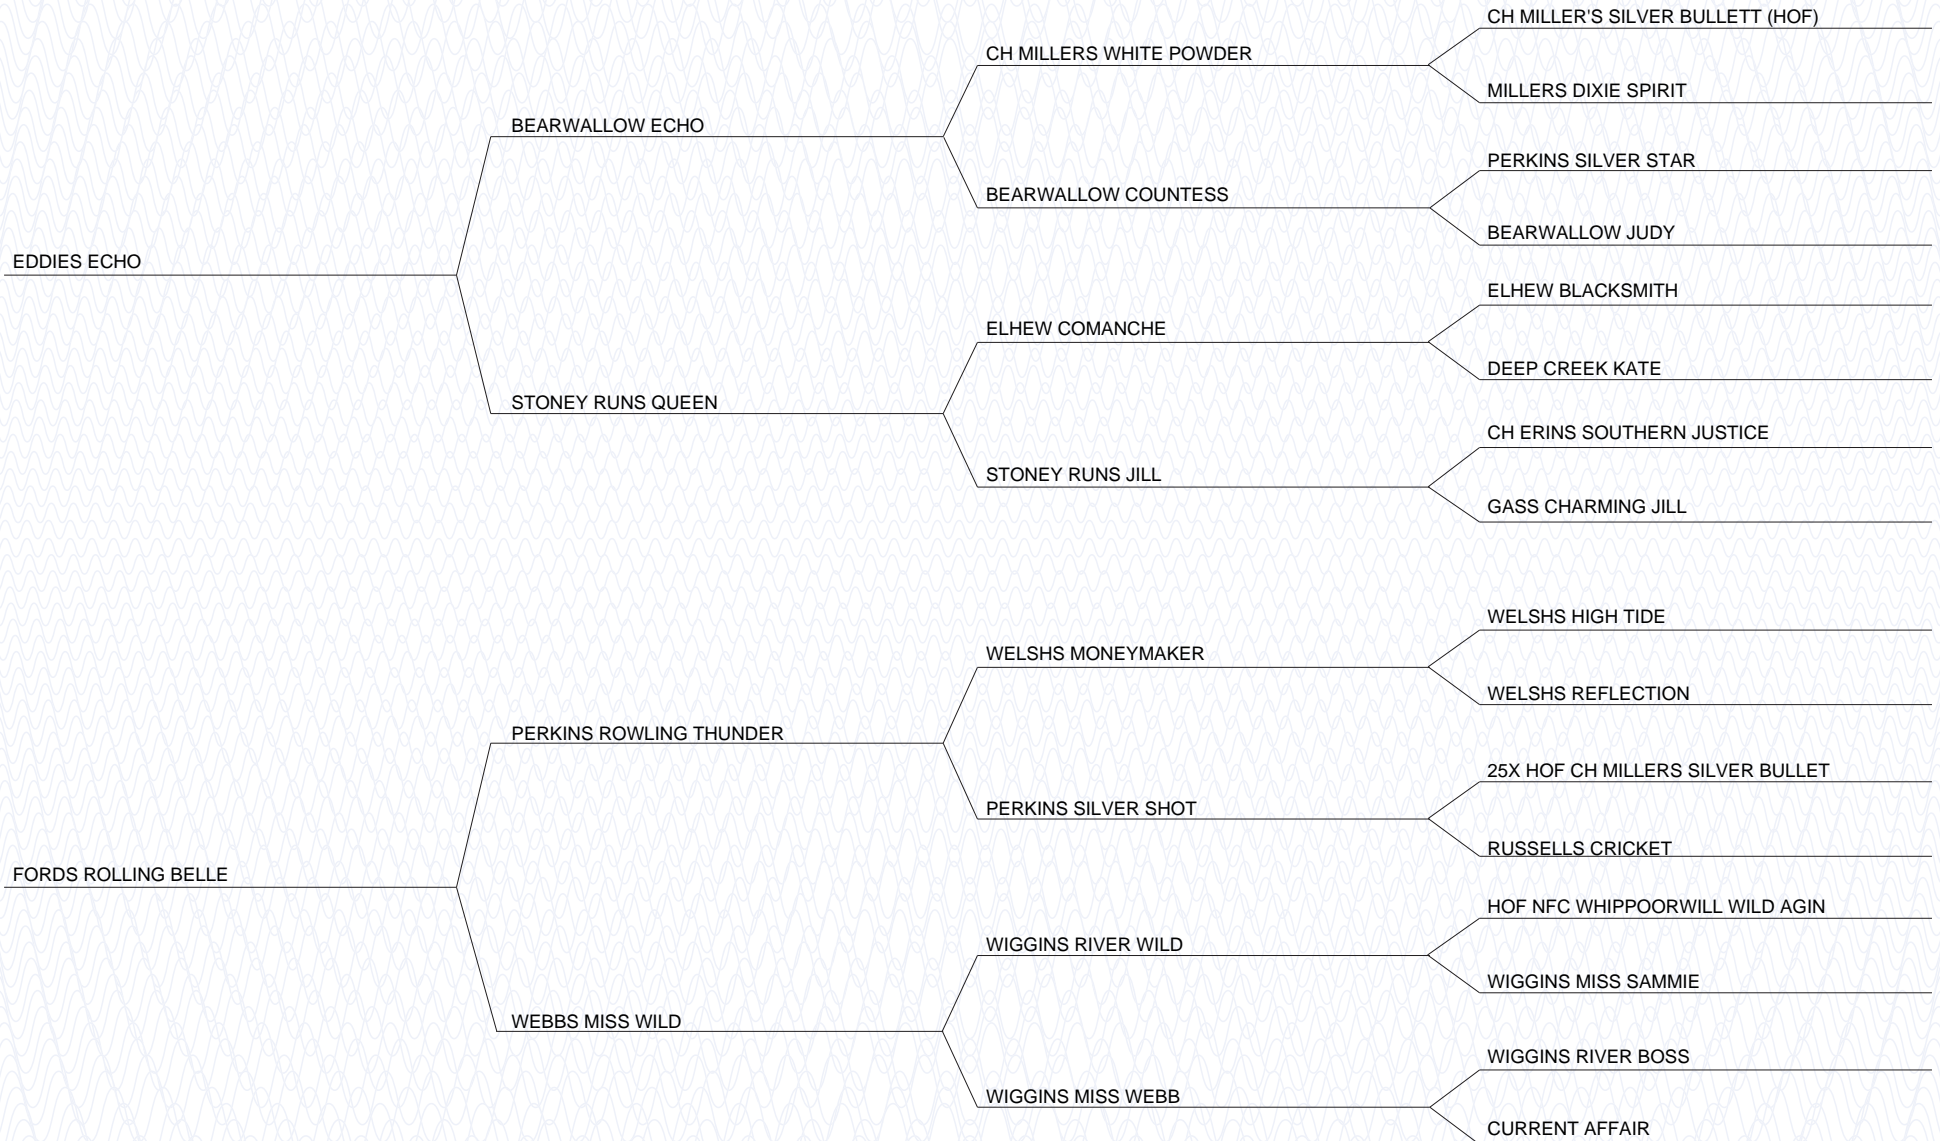 CH MILLER'S SILVER BULLETT (HOF)
CH MILLERS WHITE POWDER
MILLERS DIXIE SPIRIT
BEARWALLOW ECHO
PERKINS SILVER STAR
BEARWALLOW COUNTESS
BEARWALLOW JUDY
EDDIES ECHO
ELHEW BLACKSMITH
ELHEW COMANCHE
DEEP CREEK KATE
STONEY RUNS QUEEN
CH ERINS SOUTHERN JUSTICE
STONEY RUNS JILL
GASS CHARMING JILL
WELSHS HIGH TIDE
WELSHS MONEYMAKER
WELSHS REFLECTION
PERKINS ROWLING THUNDER
25X HOF CH MILLERS SILVER BULLET
PERKINS SILVER SHOT
RUSSELLS CRICKET
FORDS ROLLING BELLE
HOF NFC WHIPPOORWILL WILD AGIN
WIGGINS RIVER WILD
WIGGINS MISS SAMMIE
WEBBS MISS WILD
WIGGINS RIVER BOSS
WIGGINS MISS WEBB
CURRENT AFFAIR